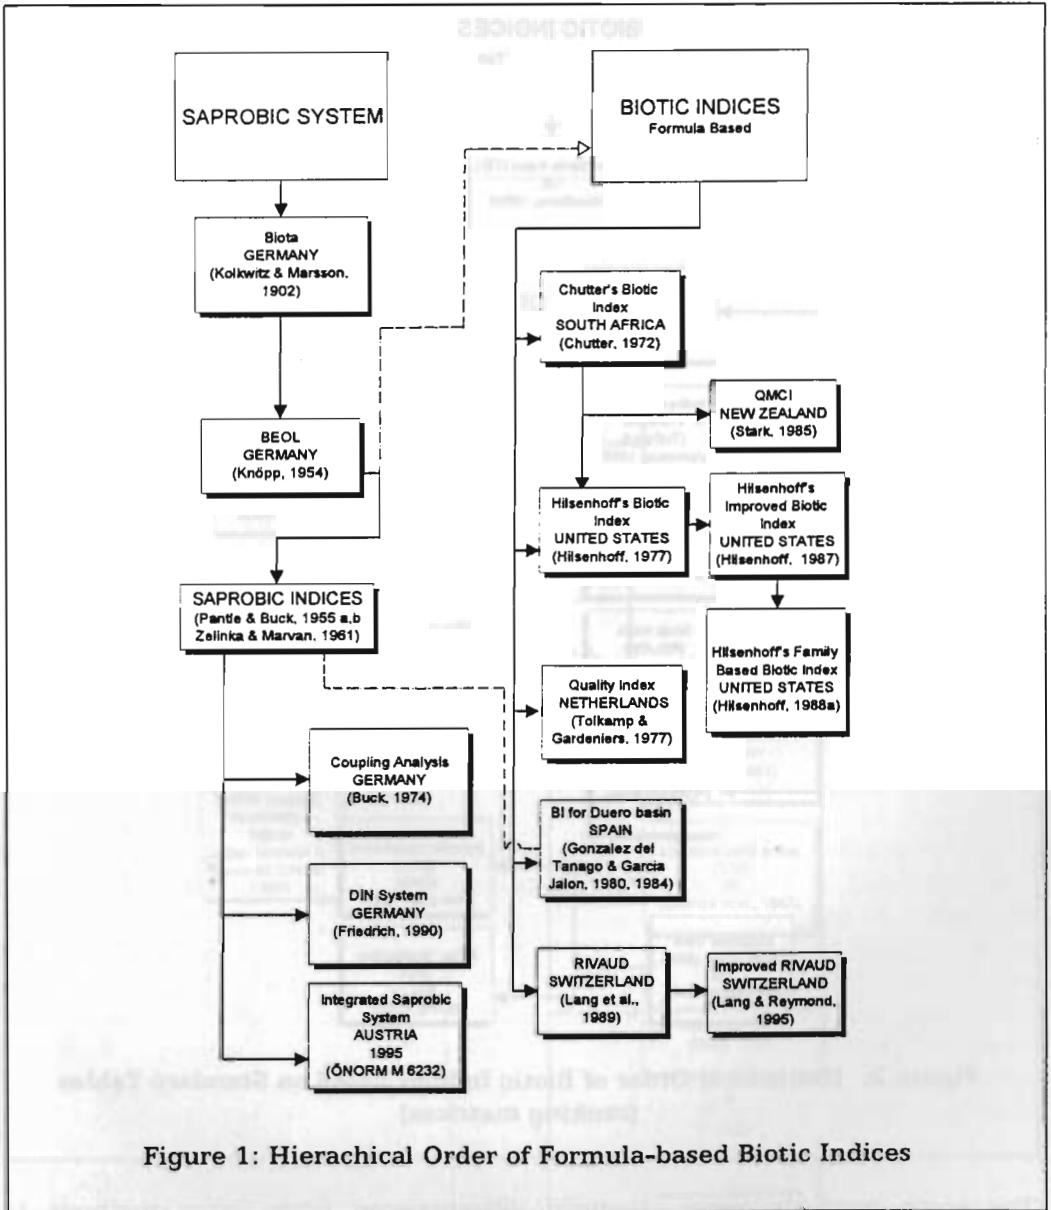 SAPROBIC SYSTEM
Biota
GERMANY
(Kolkwitz & Marsson,
1902)
BEOL
GERMANY
(Knöpp, 1954)
SAPROBIC INDICES
(Pantle & Buck, 1955 a,b
Zelinka & Marvan, 1961)
Coupling Analysis
GERMANY
(Buck, 1974)
DIN System
GERMANY
(Friedrich, 1990)
Integrated Saprobic
System
AUSTRIA
1995
(ÖNORM M 6232)
BIOTIC INDICES
Formula Based
Chutter's Biotic
Index
SOUTH AFRICA
(Chutter, 1972)
QMCI
NEW ZEALAND
(Stark, 1985)
Hilsenhoff's Biotic
Index
UNITED STATES
(Hilsenhoff, 1977)
Hilsenhoff's
Improved Biotic
Index
UNITED STATES
(Hilsenhoff, 1987)
Hilsenhoff's Family
Based Biotic Index
UNITED STATES
(Hilsenhoff, 1988a)
Quality Index
NETHERLANDS
(Tolkamp &
Gardeniers, 1977)
BI for Duero basin
SPAIN
(Gonzalez del
Tanago & Garcia
Jalon, 1980, 1984)
RIVAUD
SWITZERLAND
(Lang et al.,
1989)
Improved RIVAUD
SWITZERLAND
(Lang & Reymond,
1995)
Figure 1: Hierachical Order of Formula-based Biotic Indices